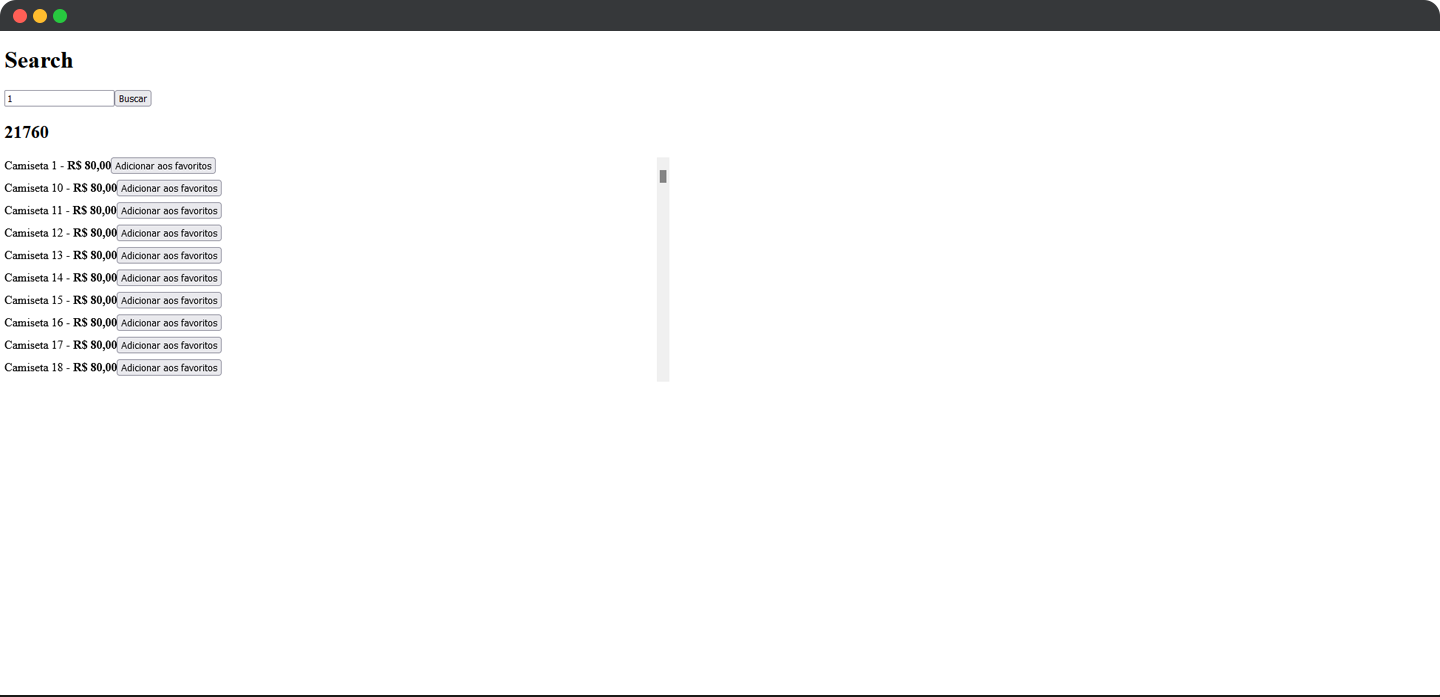 Search
1 Buscar
21760
Camiseta 1 - R$ 80,00 Adicionar aos favoritos
Camiseta 10 - R$ 80,00 Adicionar aos favoritos
Camiseta 11 - R$ 80,00 Adicionar aos favoritos
Camiseta 12 - R$ 80,00 Adicionar aos favoritos
Camiseta 13 - R$ 80,00 Adicionar aos favoritos
Camiseta 14 - R$ 80,00 Adicionar aos favoritos
Camiseta 15 - R$ 80,00 Adicionar aos favoritos
Camiseta 16 - R$ 80,00 Adicionar aos favoritos
Camiseta 17 - R$ 80,00 Adicionar aos favoritos
Camiseta 18 - R$ 80,00 Adicionar aos favoritos